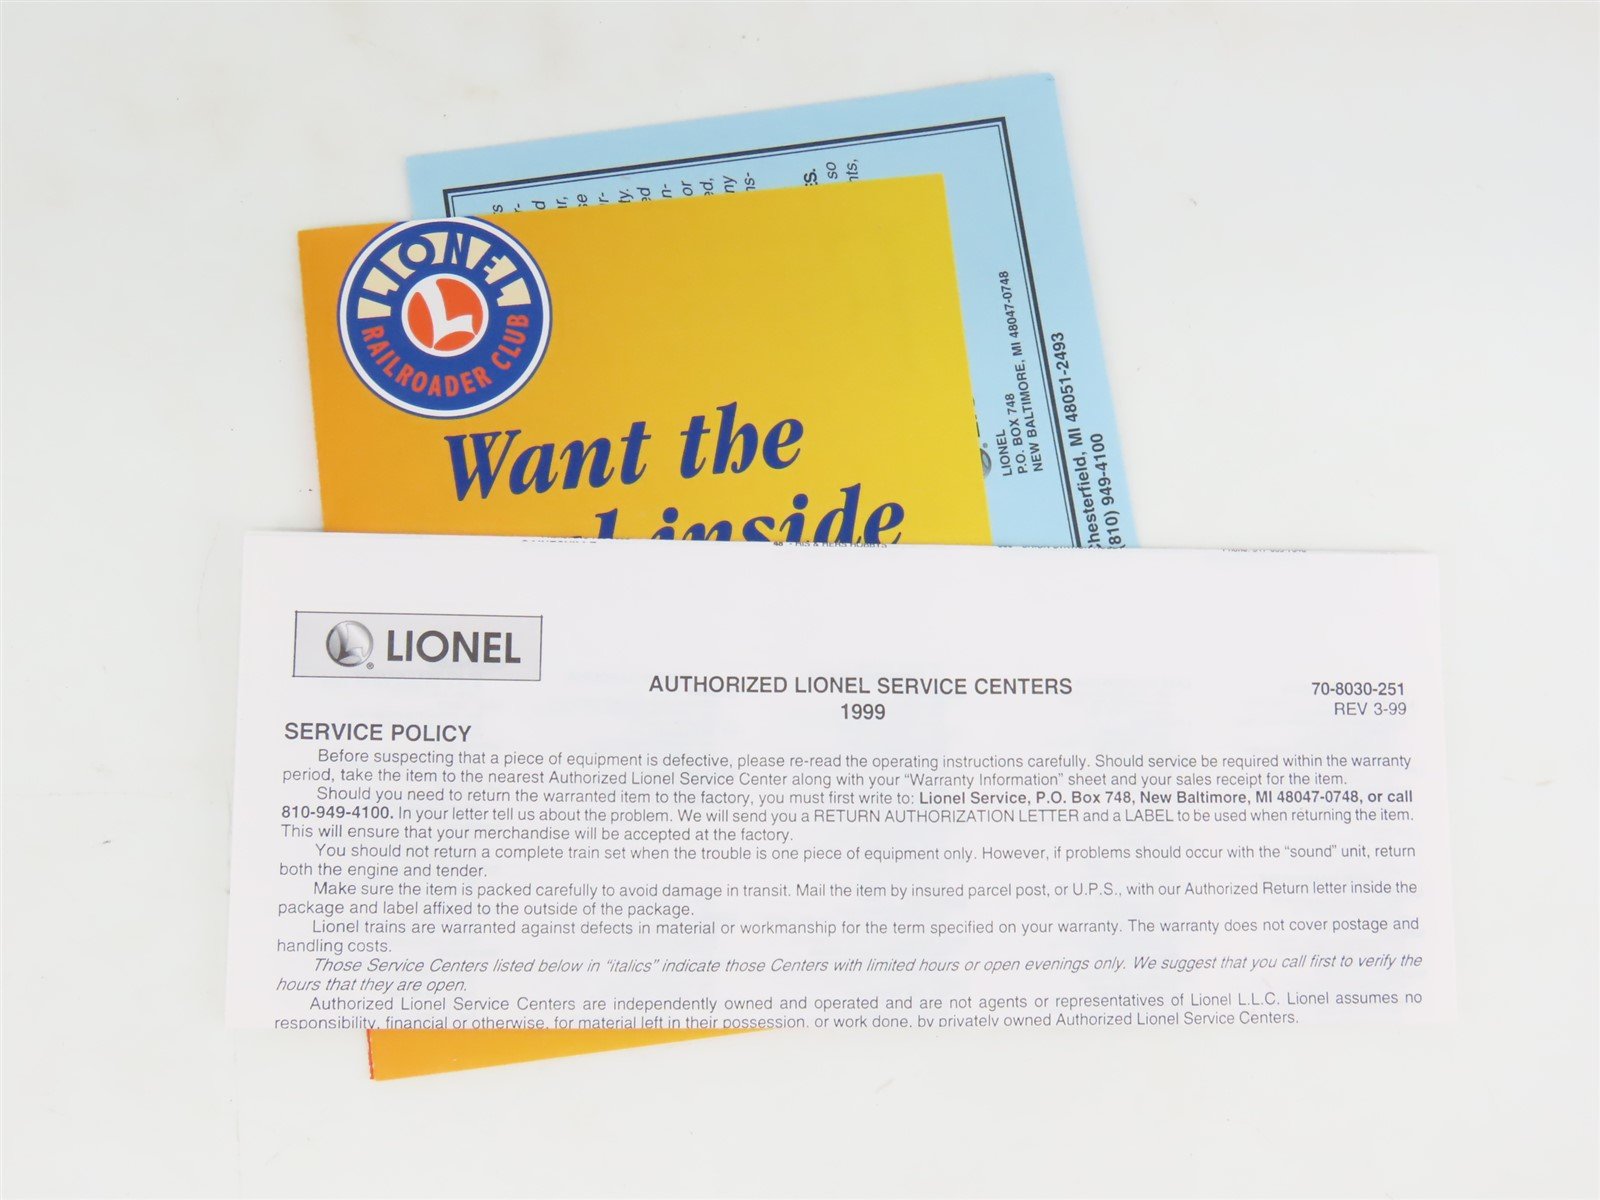 LIONEL
RAILROADER CLUB
Want the
inside
LIONEL
P.O. BOX 748
NEW BALTIMORE, MI 48047-0748
Chesterfield, MI 48051-2493
(810) 949-4100
LIONEL
AUTHORIZED LIONEL SERVICE CENTERS
1999
70-8030-251
REV 3-99
SERVICE POLICY
Before suspecting that a piece of equipment is defective, please re-read the operating instructions carefully. Should service be required within the warranty
period, take the item to the nearest Authorized Lionel Service Center along with your “Warranty Information” sheet and your sales receipt for the item.
Should you need to return the warranted item to the factory, you must first write to: Lionel Service, P.O. Box 748, New Baltimore, MI 48047-0748, or call
810-949-4100. In your letter tell us about the problem. We will send you a RETURN AUTHORIZATION LETTER and a LABEL to be used when returning the item.
This will ensure that your merchandise will be accepted at the factory.
You should not return a complete train set when the trouble is one piece of equipment only. However, if problems should occur with the “sound” unit, return
both the engine and tender.
Make sure the item is packed carefully to avoid damage in transit. Mail the item by insured parcel post, or U.P.S., with our Authorized Return letter inside the
package and label affixed to the outside of the package.
Lionel trains are warranted against defects in material or workmanship for the term specified on your warranty. The warranty does not cover postage and
handling costs.
Those Service Centers listed below in “italics” indicate those Centers with limited hours or open evenings only. We suggest that you call first to verify the
hours that they are open.
Authorized Lionel Service Centers are independently owned and operated and are not agents or representatives of Lionel L.L.C. Lionel assumes no
responsibility, financial or otherwise, for material left in their possession, or work done, by privately owned Authorized Lionel Service Centers.